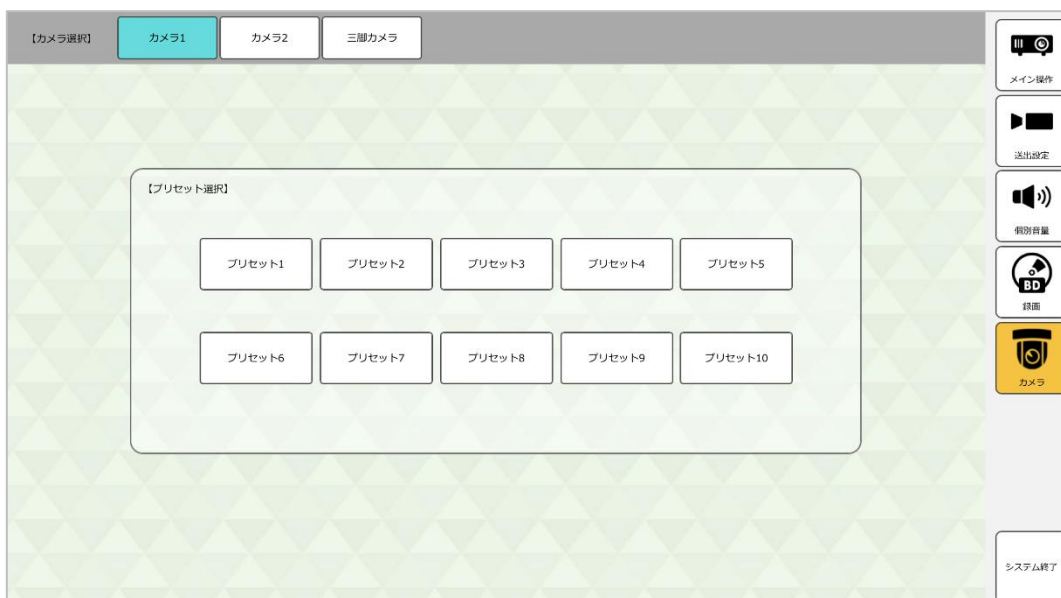 【カメラ選択】 カメラ1 カメラ2 三脚カメラ
メイン操作
送出設定
【プリセット選択】
個別音量
プリセット1 プリセット2 プリセット3 プリセット4 プリセット5
BD
録画
プリセット6 プリセット7 プリセット8 プリセット9 プリセット10
カメラ
システム終了